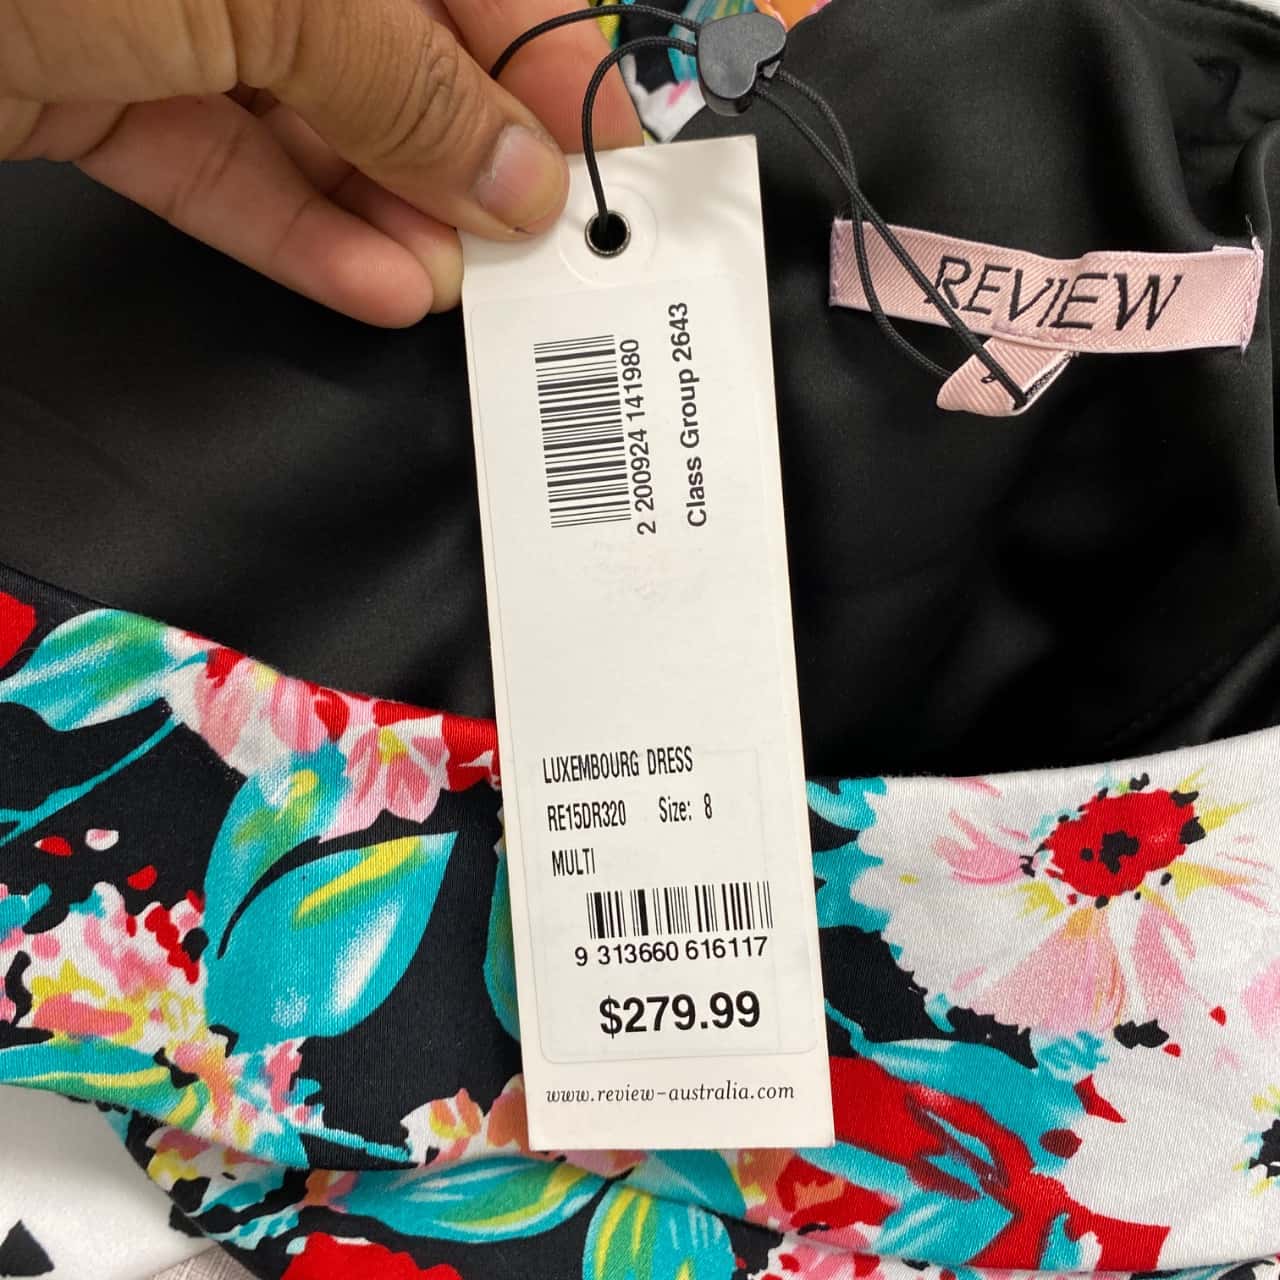 REVIEW
2 200924 141980
Class Group 2643
LUXEMBOURG DRESS
RE15DR320 Size: 8
MULTI
9 313660 616117
$279.99
www.review-australia.com